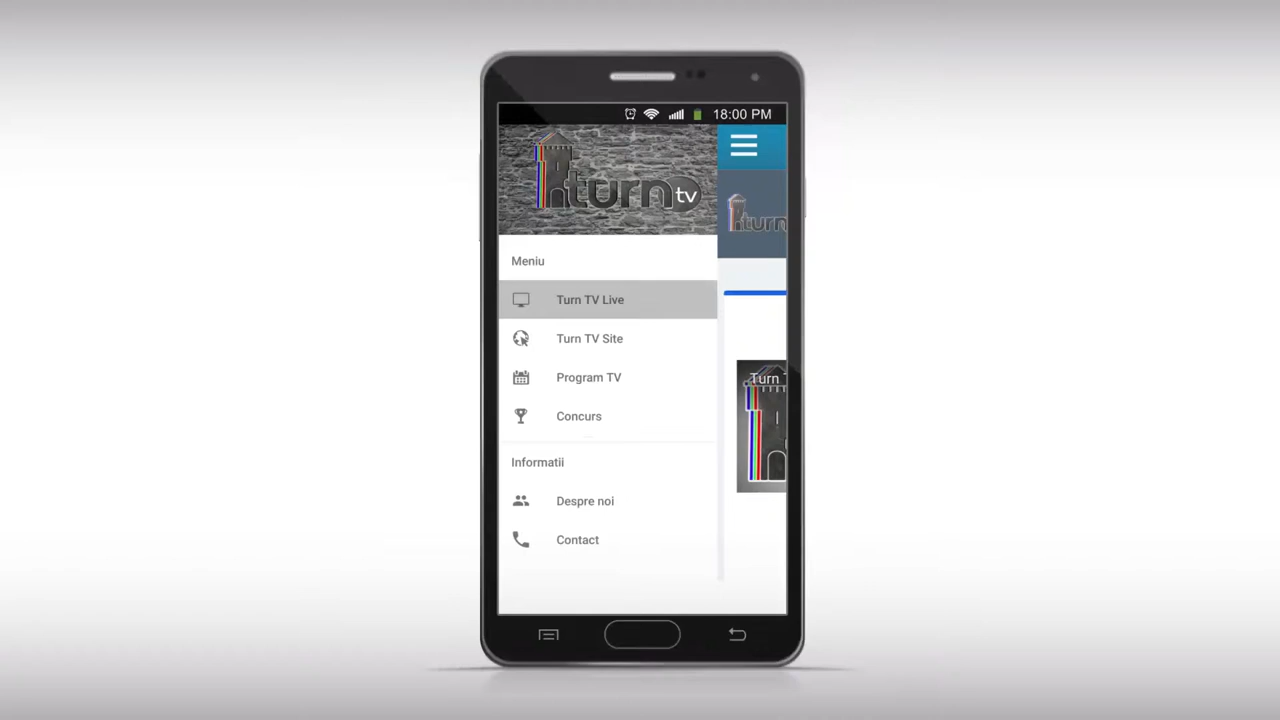 18:00 PM
turn tv
turn
Meniu
Turn TV Live
Turn TV Site
Program TV
Concurs
Informatii
Despre noi
Contact
Turn